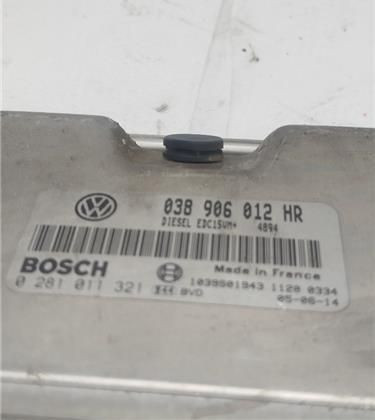 038 906 012 HR
DIESEL EDC15VM+ 4894
BOSCH Made in France
0 281 011 321 BVD 1039S01943 1128 0334
05-06-14